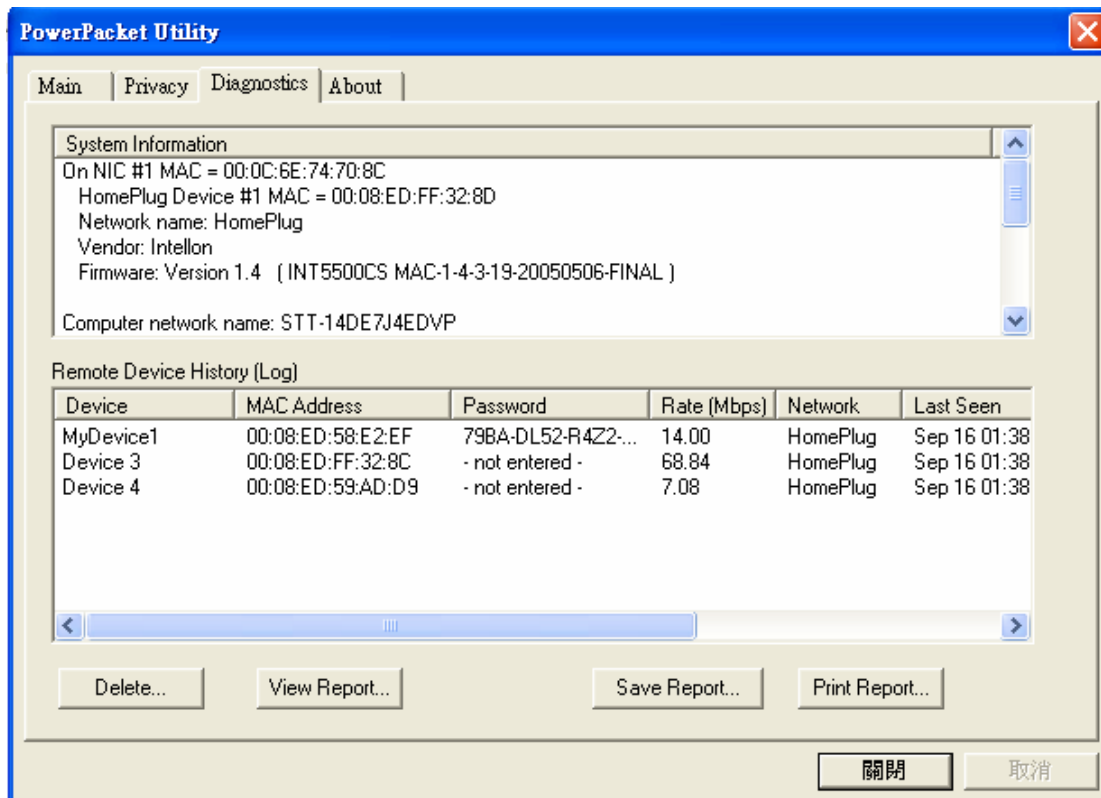 PowerPacket Utility
Main Privacy Diagnostics About
System Information
On NIC #1 MAC = 00:0C:6E:74:70:8C
HomePlug Device #1 MAC = 00:08:ED:FF:32:8D
Network name: HomePlug
Vendor: Intellon
Firmware: Version 1.4 ( INT5500CS MAC-1-4-3-19-20050506-FINAL )
Computer network name: STT-14DE7J4EDVP
Remote Device History (Log)
Device MAC Address Password Rate (Mbps) Network Last Seen
MyDevice1 00:08:ED:58:E2:EF 79BA-DL52-R4Z2-... 14.00 HomePlug Sep 16 01:38
Device 3 00:08:ED:FF:32:8C - not entered - 68.84 HomePlug Sep 16 01:38
Device 4 00:08:ED:59:AD:D9 - not entered - 7.08 HomePlug Sep 16 01:38
Delete... View Report... Save Report... Print Report...
關閉 取消